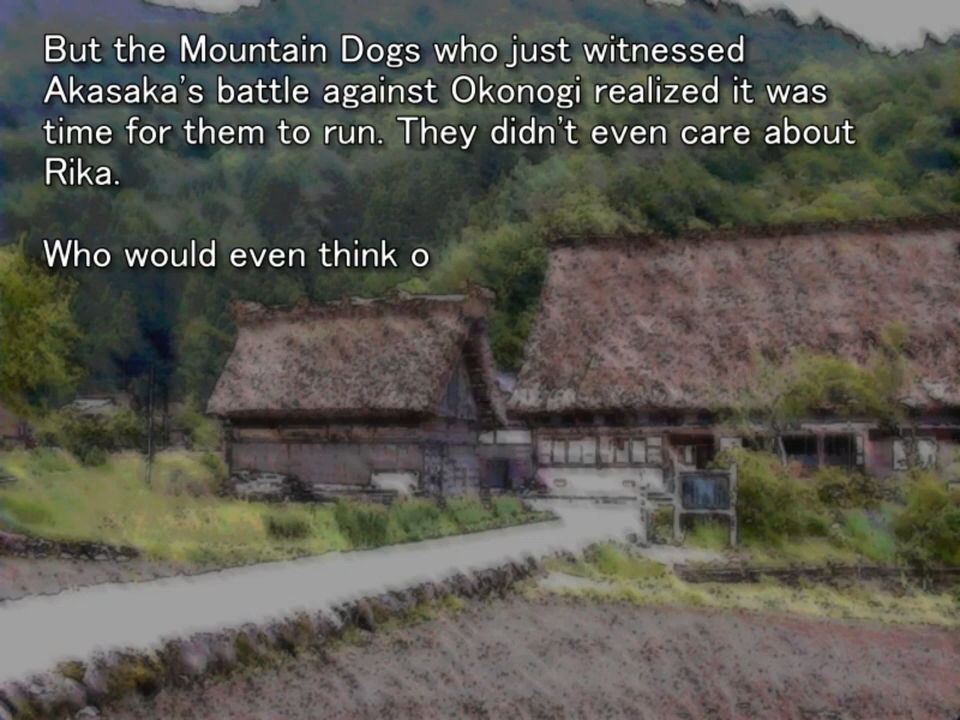 But the Mountain Dogs who just witnessed
Akasaka's battle against Okonogi realized it was
time for them to run. They didn't even care about
Rika.
Who would even think o